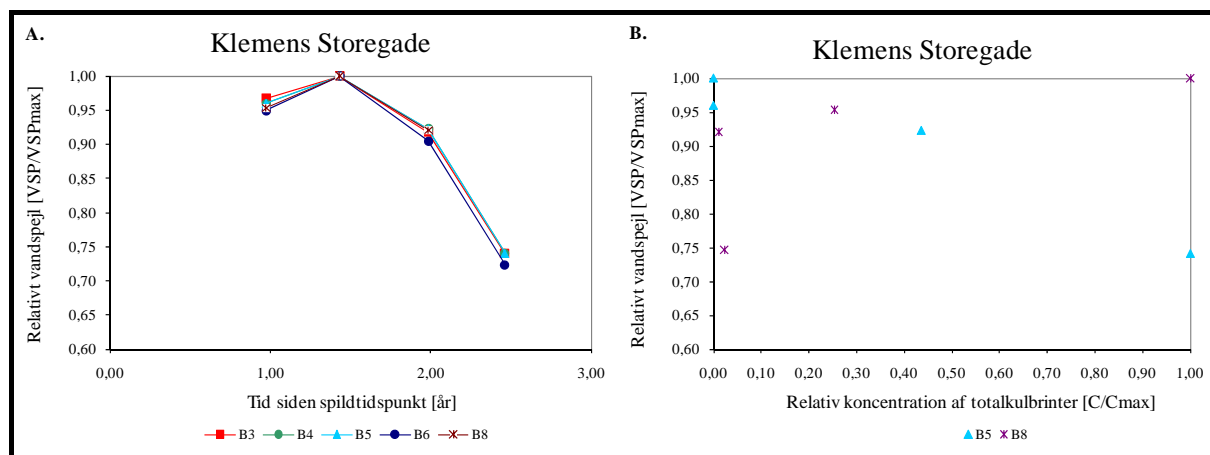 A.
Klemens Storegade
Relativt vandspejl [VSP/VSPmax]
1,00
0,95
0,90
0,85
0,80
0,75
0,70
0,65
0,60
0,00 1,00 2,00 3,00
Tid siden spildtidspunkt [år]
B3 B4 B5 B6 B8
B.
Klemens Storegade
Relativt vandspejl [VSP/VSPmax]
1,00
0,95
0,90
0,85
0,80
0,75
0,70
0,65
0,60
0,00 0,10 0,20 0,30 0,40 0,50 0,60 0,70 0,80 0,90 1,00
Relativ koncentration af totalkulbrinter [C/Cmax]
B5 B8